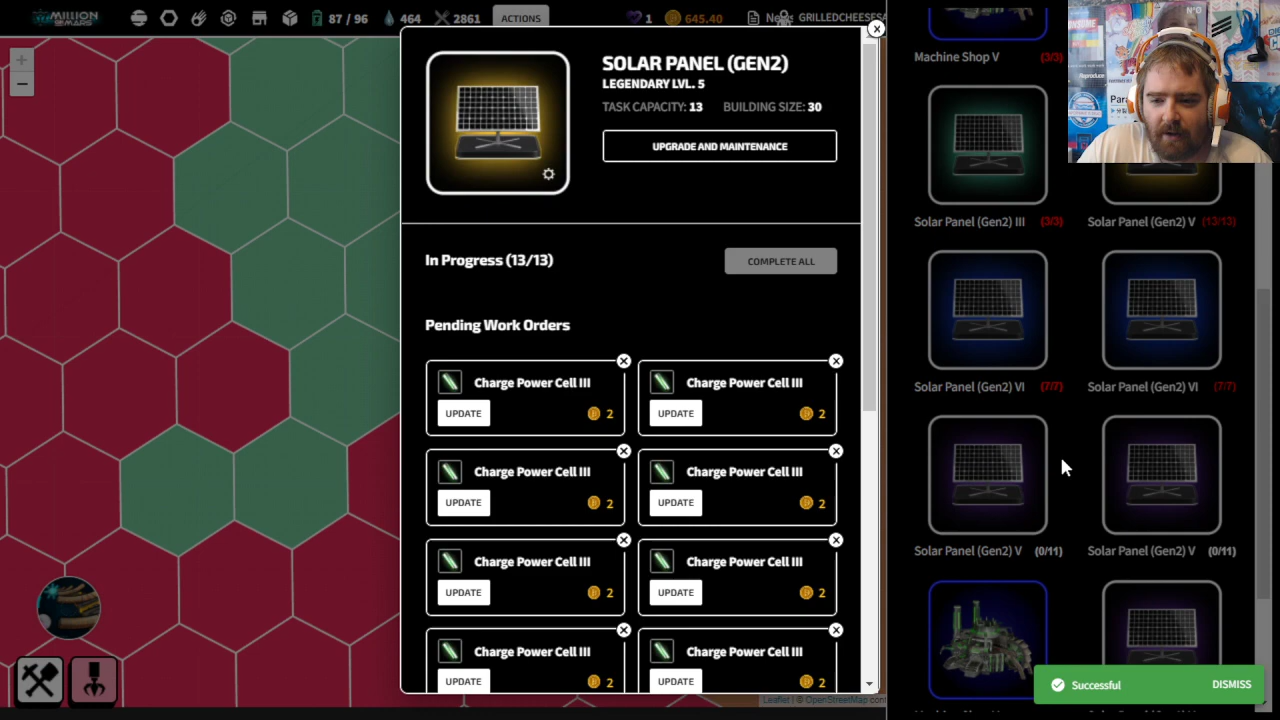 MILLION ON MARS
87 / 96
464
2861
ACTIONS
1
645.40
GRILLEDCHEESES
SOLAR PANEL (GEN2)
LEGENDARY LVL. 5
TASK CAPACITY: 13 BUILDING SIZE: 30
UPGRADE AND MAINTENANCE
In Progress (13/13)
COMPLETE ALL
Pending Work Orders
Charge Power Cell III
UPDATE 2
Charge Power Cell III
UPDATE 2
Charge Power Cell III
UPDATE 2
Charge Power Cell III
UPDATE 2
Charge Power Cell III
UPDATE 2
Charge Power Cell III
UPDATE 2
Charge Power Cell III
UPDATE 2
Charge Power Cell III
UPDATE 2
Leaflet | © OpenStreetMap
Machine Shop V (3/3)
Solar Panel (Gen2) III (3/3)
Solar Panel (Gen2) V (13/13)
Solar Panel (Gen2) VI (7/7)
Solar Panel (Gen2) VI (7/7)
Solar Panel (Gen2) V (0/11)
Solar Panel (Gen2) V (0/11)
Successful DISMISS